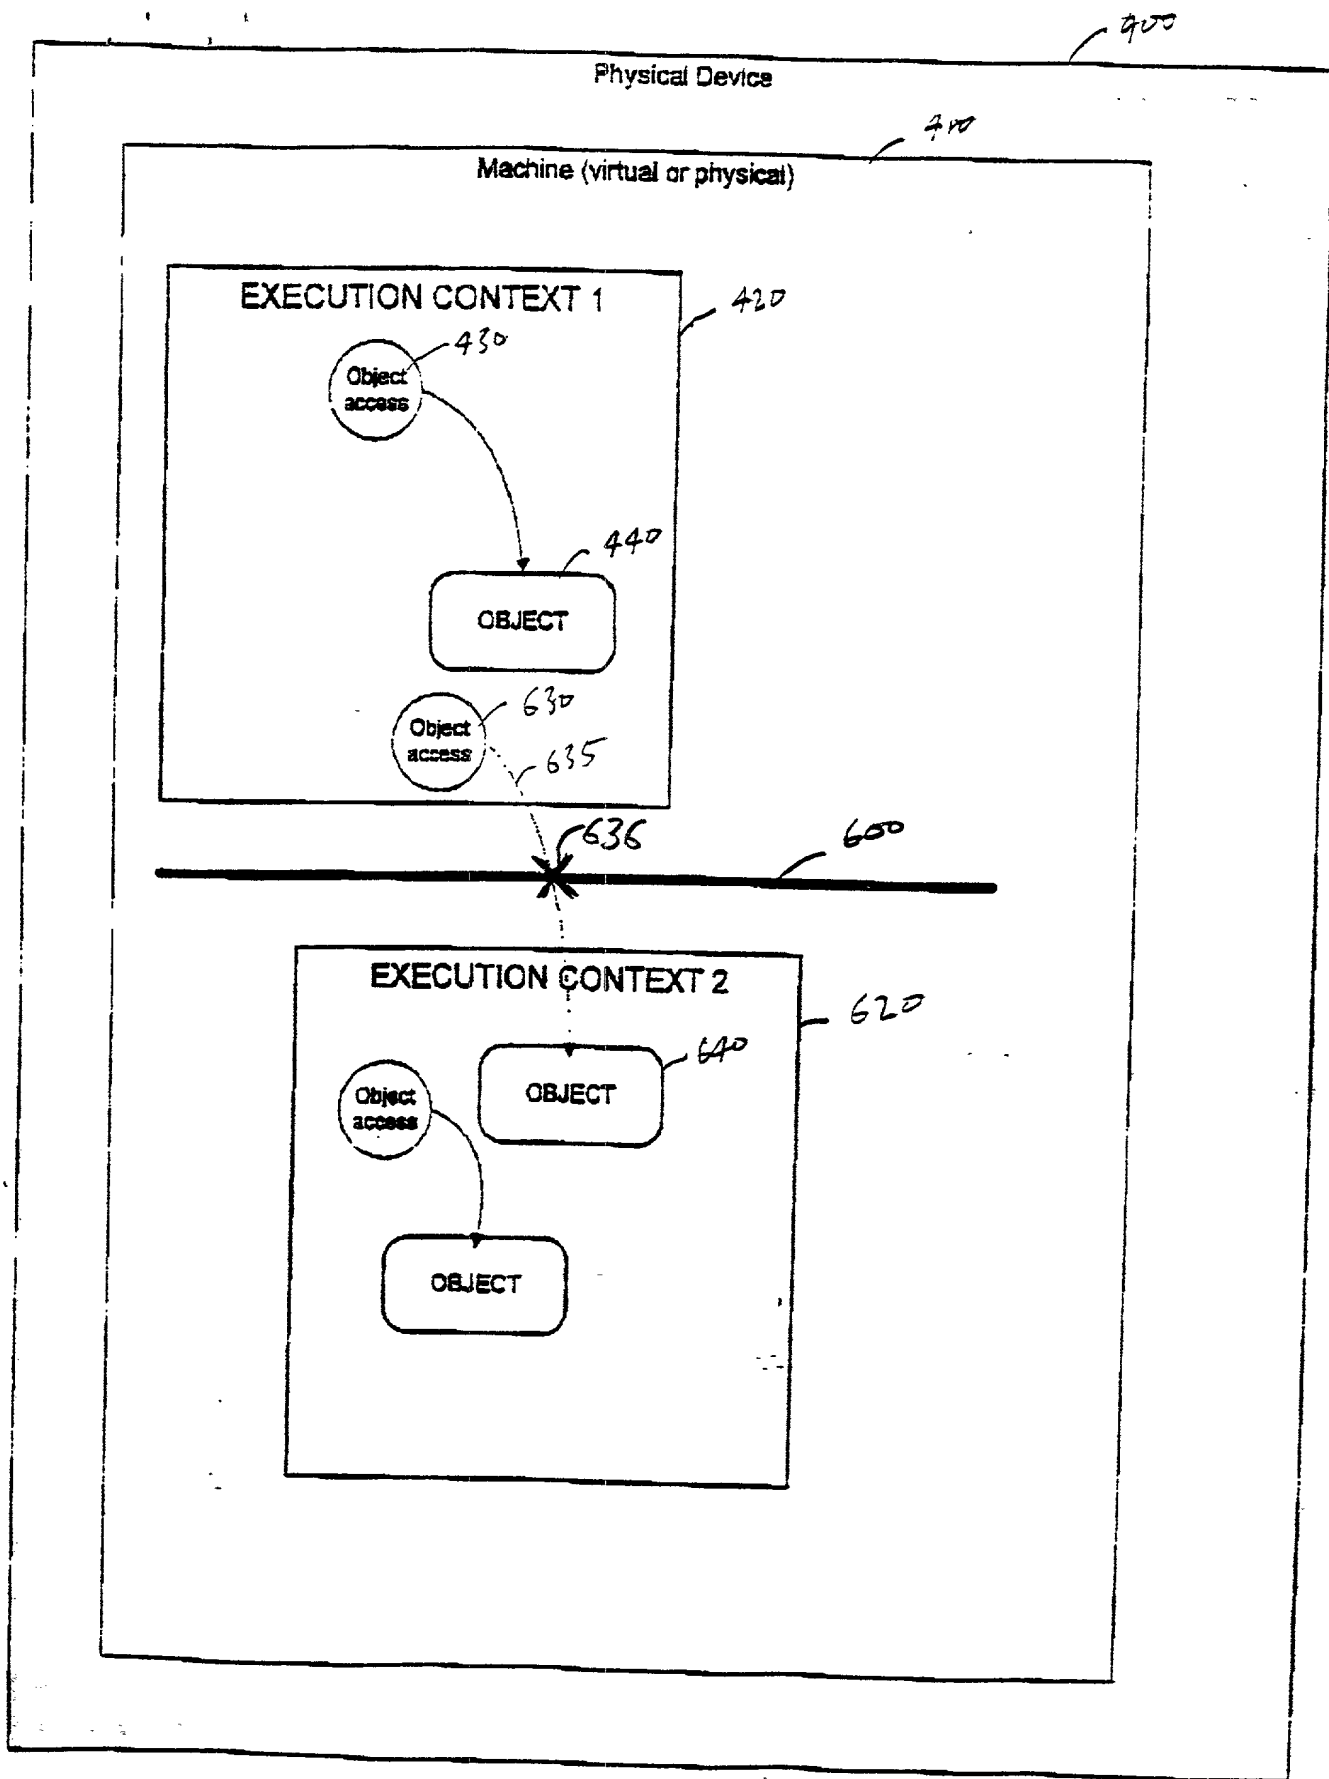 400
Physical Device
410
Machine (virtual or physical)
EXECUTION CONTEXT 1
420
430
Object
access
440
OBJECT
630
Object
access
635
636
600
EXECUTION CONTEXT 2
620
640
OBJECT
Object
access
OBJECT